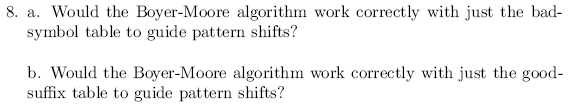 8. a. Would the Boyer-Moore algorithm work correctly with just the bad-
symbol table to guide pattern shifts?
b. Would the Boyer-Moore algorithm work correctly with just the good-
suffix table to guide pattern shifts?